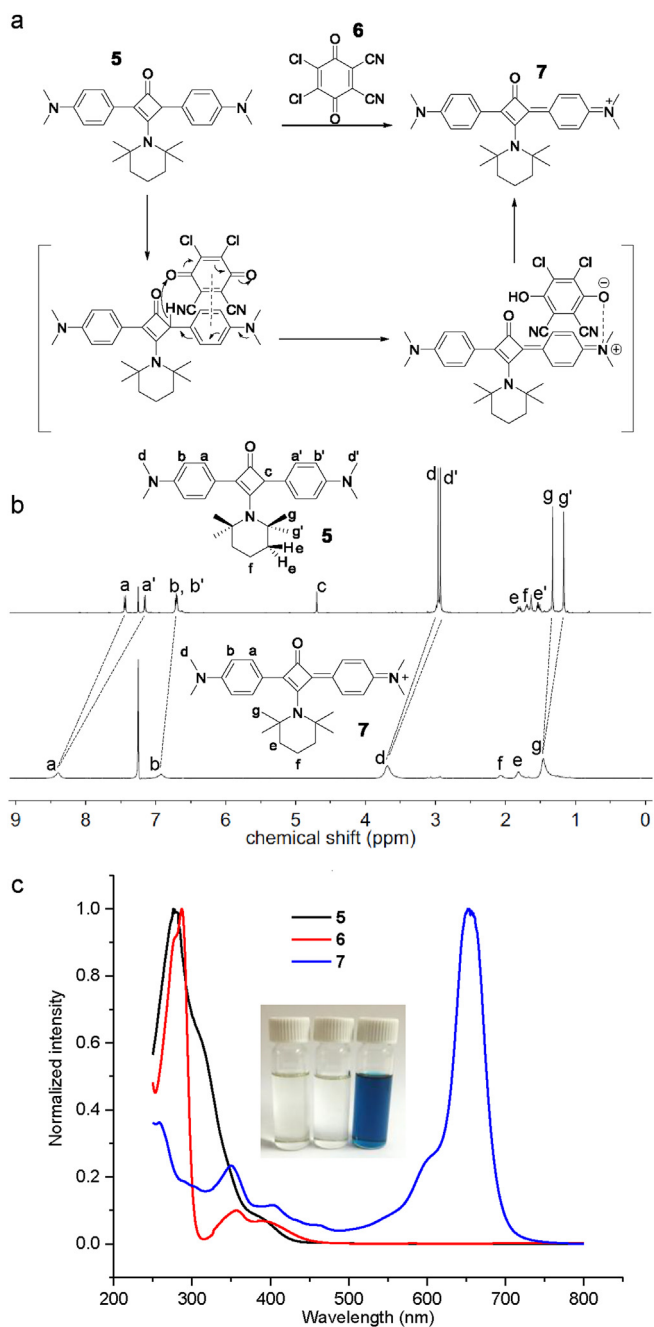 a
5
6
7
O
N
N
N
Cl
Cl
O
O
CN
CN
O
N
N+
N
Cl Cl
O
O
NC
CN
O
H
N
N
N
Cl Cl
HO
O⊖
CN CN
O
N
N⊕
N
b
d b a O c a' b' d'
N
N
N
g
g'
H e
H
e
f
5
a a' b, b' c d d' e f e' g g'
d b a O
N
N+
N
g
e
f
7
a b d f e g
9 8 7 6 5 4 3 2 1 0
chemical shift (ppm)
c
5
6
7
Normalized intensity
1.0
0.8
0.6
0.4
0.2
0.0
200 300 400 500 600 700 800
Wavelength (nm)